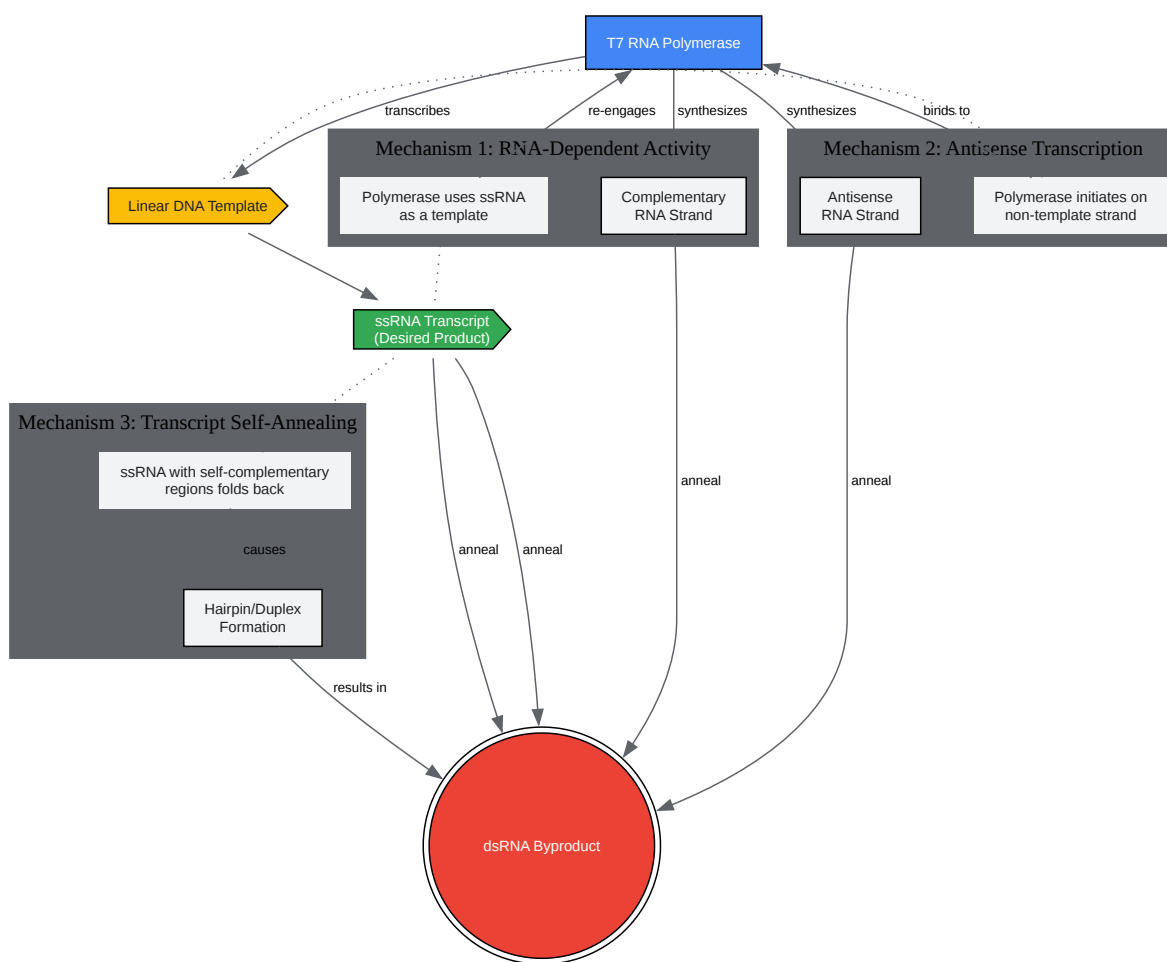 T7 RNA Polymerase
transcribes
re-engages
synthesizes
synthesizes
binds to
Mechanism 1: RNA-Dependent Activity
Mechanism 2: Antisense Transcription
Linear DNA Template
Polymerase uses ssRNA
as a template
Complementary
RNA Strand
Antisense
RNA Strand
Polymerase initiates on
non-template strand
ssRNA Transcript
(Desired Product)
Mechanism 3: Transcript Self-Annealing
ssRNA with self-complementary
regions folds back
causes
Hairpin/Duplex
Formation
anneal
anneal
anneal
anneal
results in
dsRNA Byproduct